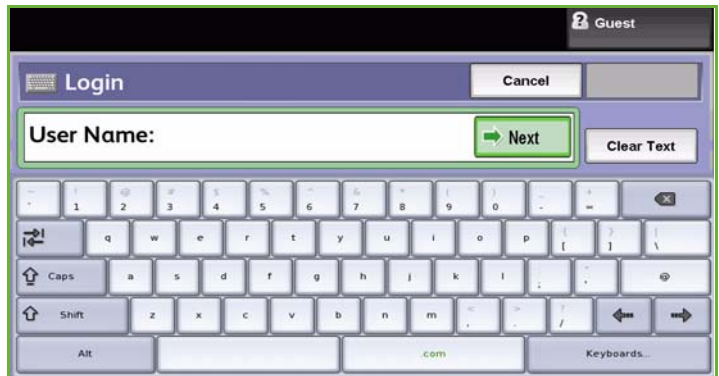 Guest
Login
Cancel
User Name:
Next
Clear Text
~ ! @ # $ % ^ & * ( ) _ +
` 1 2 3 4 5 6 7 8 9 0 - =
q w e r t y u i o p { [ } ] | \
Caps a s d f g h j k l : ; " ' @
Shift z x c v b n m < , > . ? /
Alt .com Keyboards...